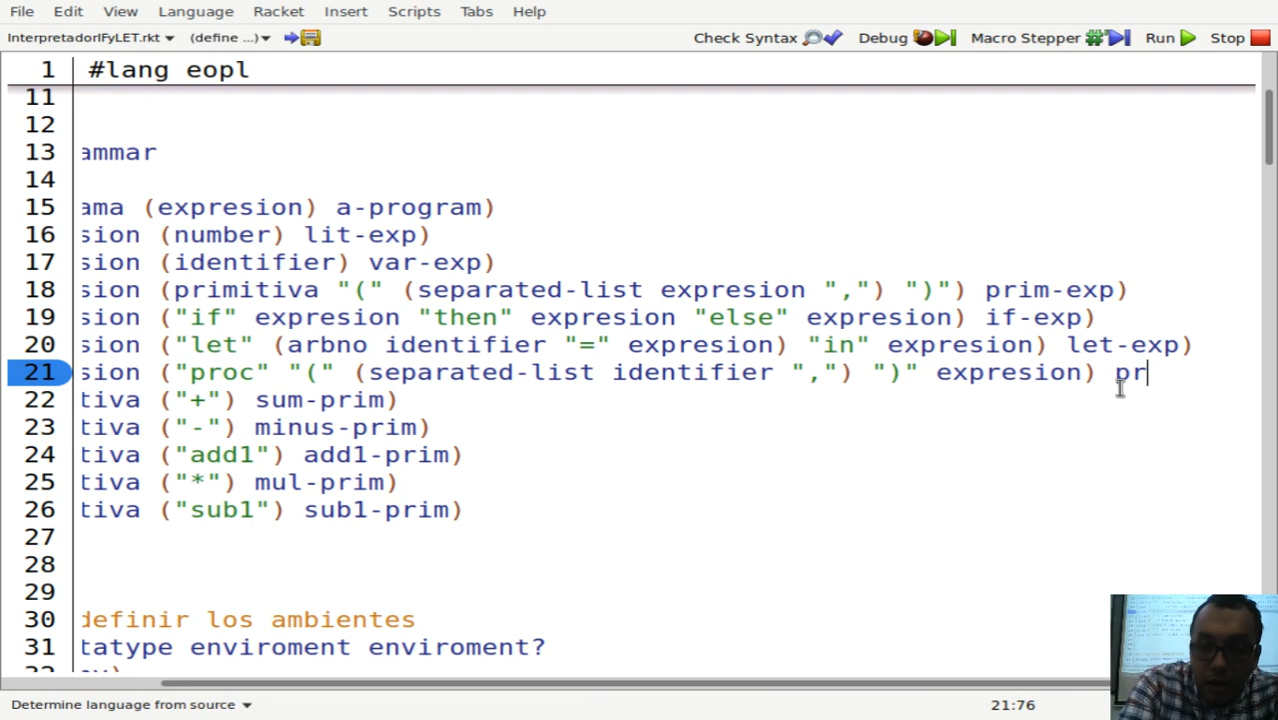 File Edit View Language Racket Insert Scripts Tabs Help
InterpretadorIFyLET.rkt (define ...) Check Syntax Debug Macro Stepper Run Stop
1 #lang eopl
11
12
13 ammar
14
15 ama (expresion) a-program)
16 sion (number) lit-exp)
17 sion (identifier) var-exp)
18 sion (primitiva "(" (separated-list expresion ",") ")") prim-exp)
19 sion ("if" expresion "then" expresion "else" expresion) if-exp)
20 sion ("let" (arbno identifier "=" expresion) "in" expresion) let-exp)
21 sion ("proc" "(" (separated-list identifier ",") ")" expresion) pr
22 tiva ("+") sum-prim)
23 tiva ("-") minus-prim)
24 tiva ("add1") add1-prim)
25 tiva ("*") mul-prim)
26 tiva ("sub1") sub1-prim)
27
28
29
30 definir los ambientes
31 tatype enviroment enviroment?
Determine language from source 21:76